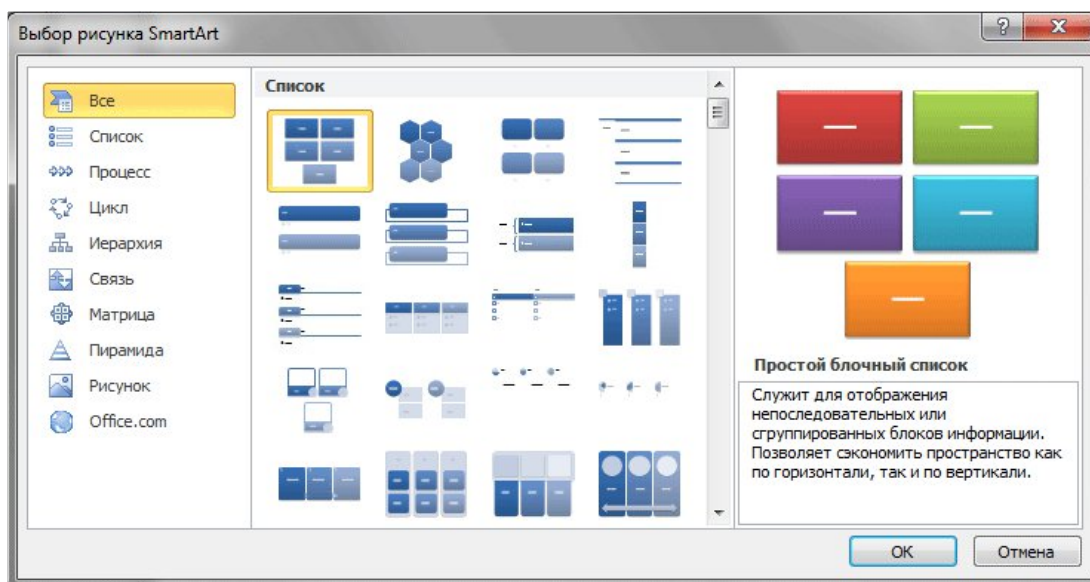 Выбор рисунка SmartArt
Все
Список
Процесс
Цикл
Иерархия
Связь
Матрица
Пирамида
Рисунок
Office.com
Список
Простой блочный список
Служит для отображения
непоследовательных или
сгруппированных блоков информации.
Позволяет сэкономить пространство как
по горизонтали, так и по вертикали.
ОК
Отмена